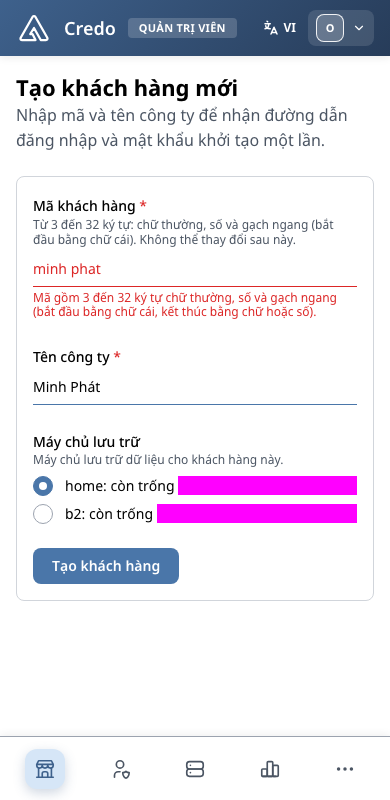 Credo
QUẢN TRỊ VIÊN
VI
O
Tạo khách hàng mới
Nhập mã và tên công ty để nhận đường dẫn
đăng nhập và mật khẩu khởi tạo một lần.
Mã khách hàng *
Từ 3 đến 32 ký tự: chữ thường, số và gạch ngang (bắt
đầu bằng chữ cái). Không thể thay đổi sau này.
minh phat
Mã gồm 3 đến 32 ký tự chữ thường, số và gạch ngang
(bắt đầu bằng chữ cái, kết thúc bằng chữ hoặc số).
Tên công ty *
Minh Phát
Máy chủ lưu trữ
Máy chủ lưu trữ dữ liệu cho khách hàng này.
home: còn trống
b2: còn trống
Tạo khách hàng